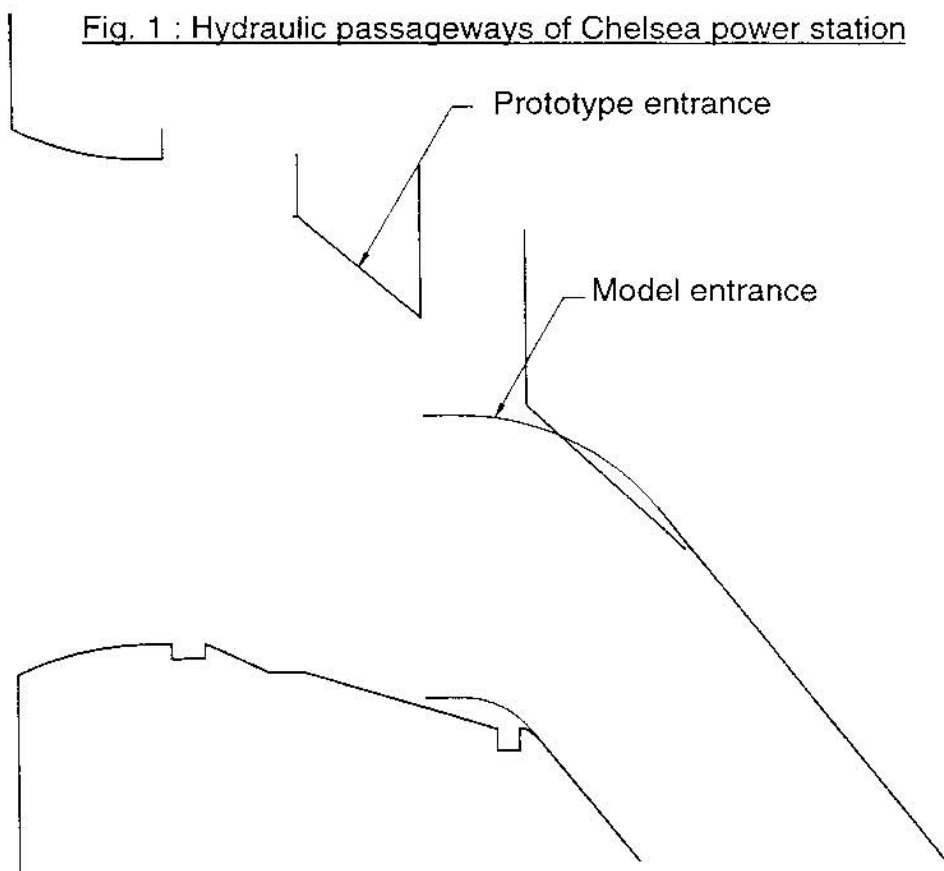 Fig. 1 : Hydraulic passageways of Chelsea power station
Prototype entrance
Model entrance